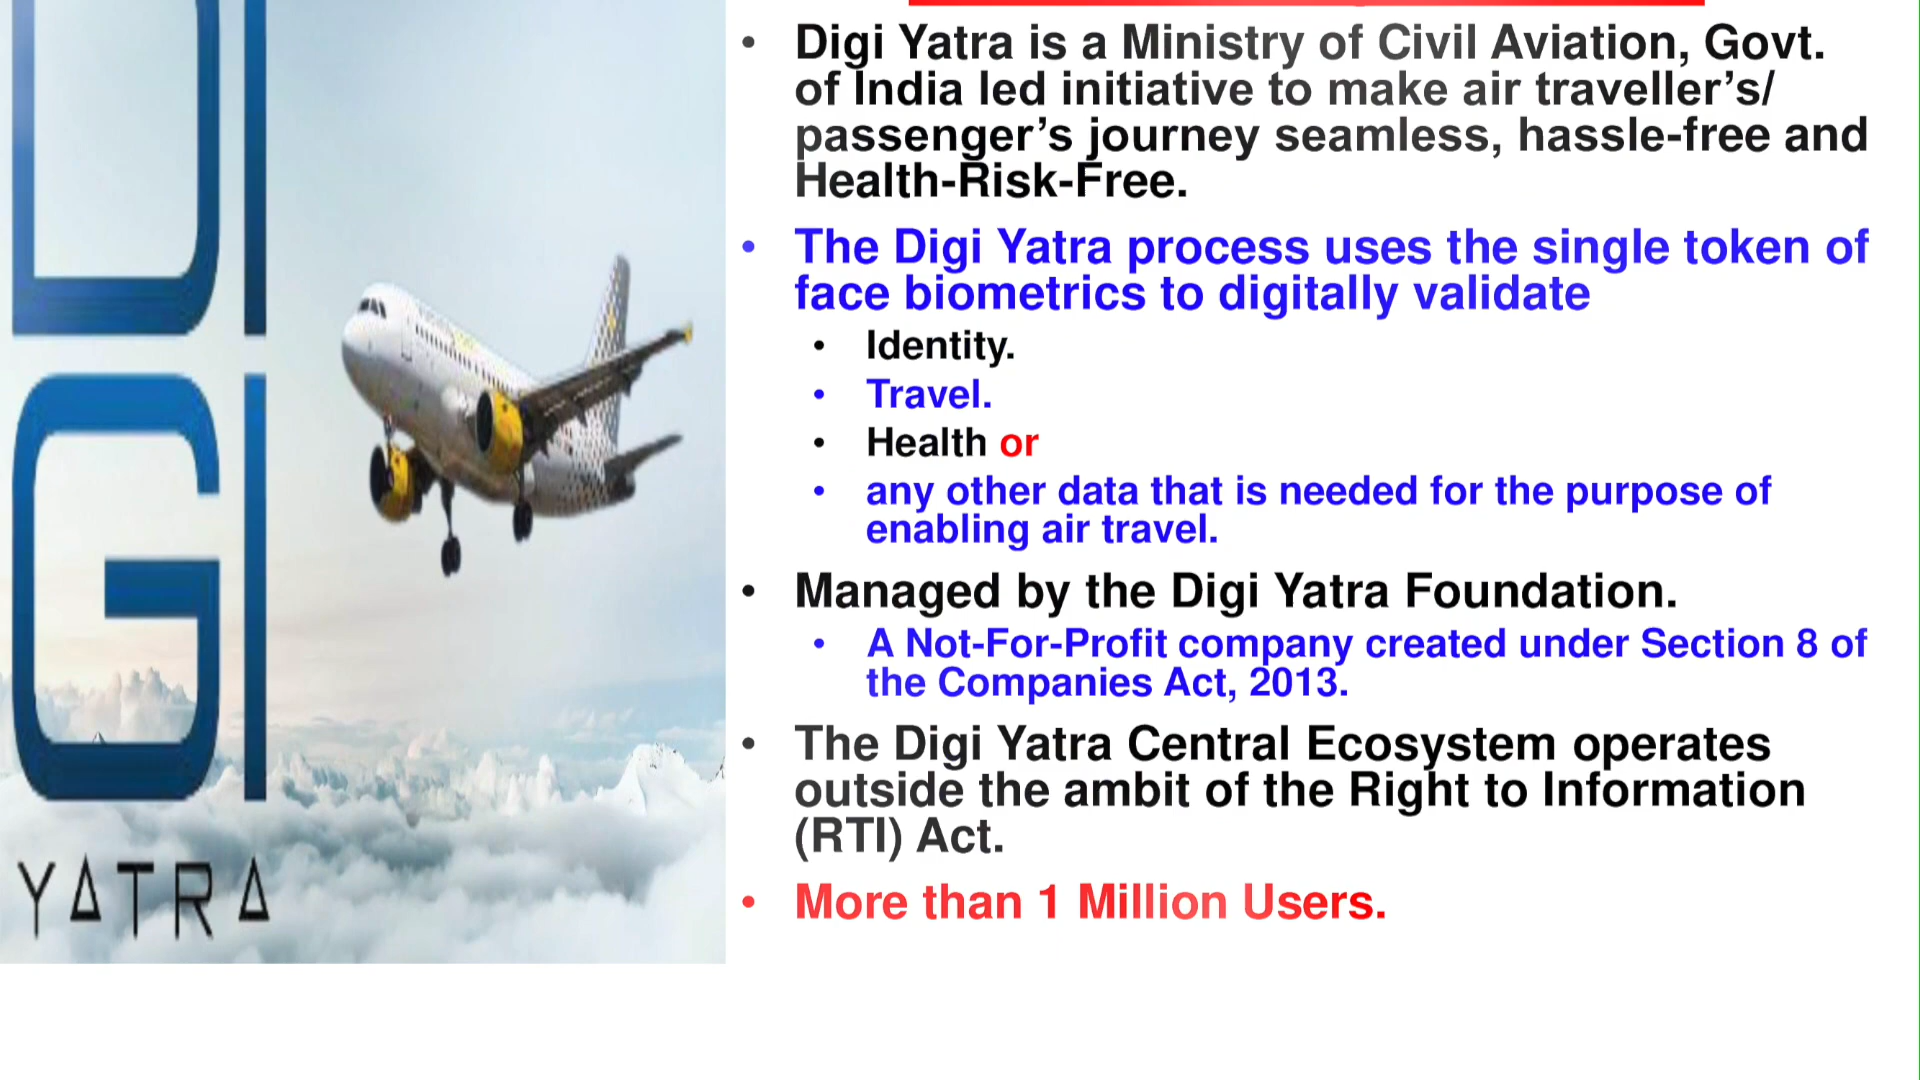 DI
GI
YATRA
• Digi Yatra is a Ministry of Civil Aviation, Govt.
of India led initiative to make air traveller’s/
passenger’s journey seamless, hassle-free and
Health-Risk-Free.
• The Digi Yatra process uses the single token of
face biometrics to digitally validate
• Identity.
• Travel.
• Health or
• any other data that is needed for the purpose of
enabling air travel.
• Managed by the Digi Yatra Foundation.
• A Not-For-Profit company created under Section 8 of
the Companies Act, 2013.
• The Digi Yatra Central Ecosystem operates
outside the ambit of the Right to Information
(RTI) Act.
• More than 1 Million Users.